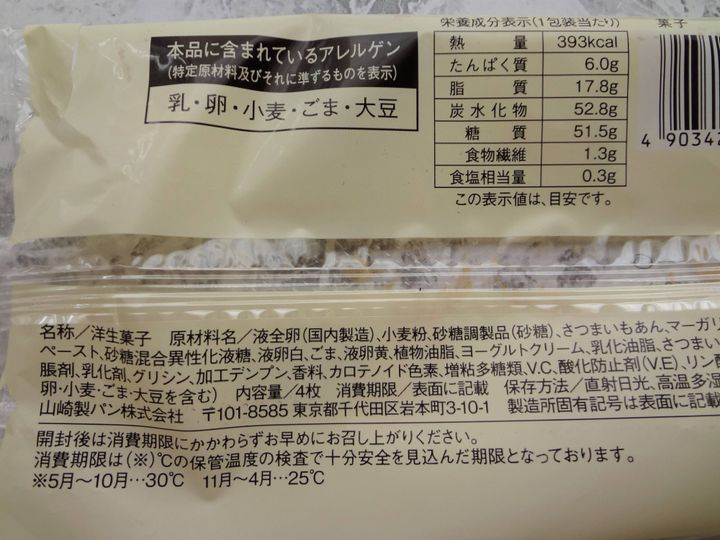 栄養成分表示(1包装当たり)
菓子
本品に含まれているアレルゲン
(特定原材料及びそれに準ずるものを表示)
乳・卵・小麦・ごま・大豆
熱量 393kcal
たんぱく質 6.0g
脂質 17.8g
炭水化物 52.8g
糖質 51.5g
食物繊維 1.3g
食塩相当量 0.3g
この表示値は、目安です。
4 90342
名称/洋生菓子 原材料名/液全卵(国内製造)、小麦粉、砂糖調製品(砂糖)、さつまいもあん、マーガリ
ペースト、砂糖混合異性化液糖、液卵白、ごま、液卵黄、植物油脂、ヨーグルトクリーム、乳化油脂、さつまい
脹剤、乳化剤、グリシン、加工デンプン、香料、カロテノイド色素、増粘多糖類、V.C、酸化防止剤(V.E)、リン酸
卵・小麦・ごま・大豆を含む) 内容量/4枚 消費期限/表面に記載 保存方法/直射日光、高温多湿
山崎製パン株式会社 〒101-8585 東京都千代田区岩本町3-10-1 製造所固有記号は表面に記載
開封後は消費期限にかかわらずお早めにお召し上がりください。
消費期限は(※)℃の保管温度の検査で十分安全を見込んだ期限となっております。
※5月〜10月…30℃ 11月〜4月…25℃